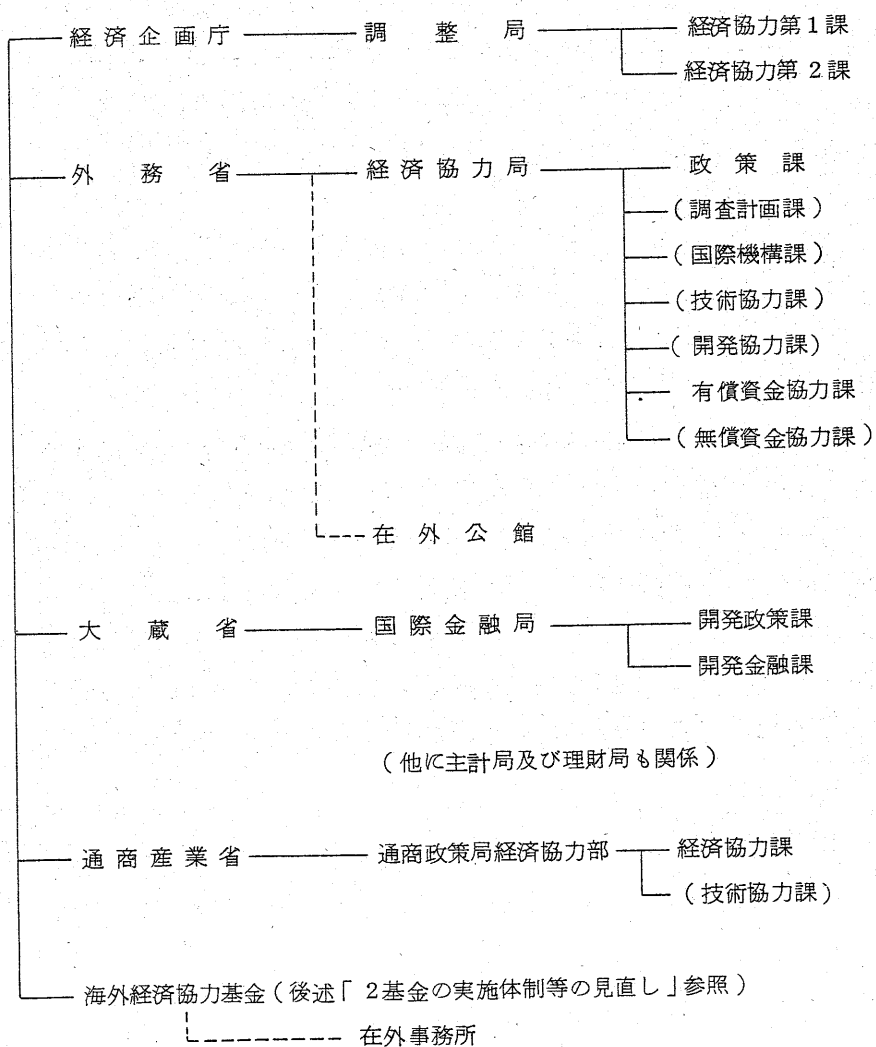 経済企画庁 調整局 経済協力第1課
経済協力第2課
外務省 経済協力局 政策課
(調査計画課)
(国際機構課)
(技術協力課)
(開発協力課)
有償資金協力課
(無償資金協力課)
在外公館
大蔵省 国際金融局 開発政策課
開発金融課
(他に主計局及び理財局も関係)
通商産業省 通商政策局経済協力部 経済協力課
(技術協力課)
海外経済協力基金(後述「2基金の実施体制等の見直し」参照)
在外事務所